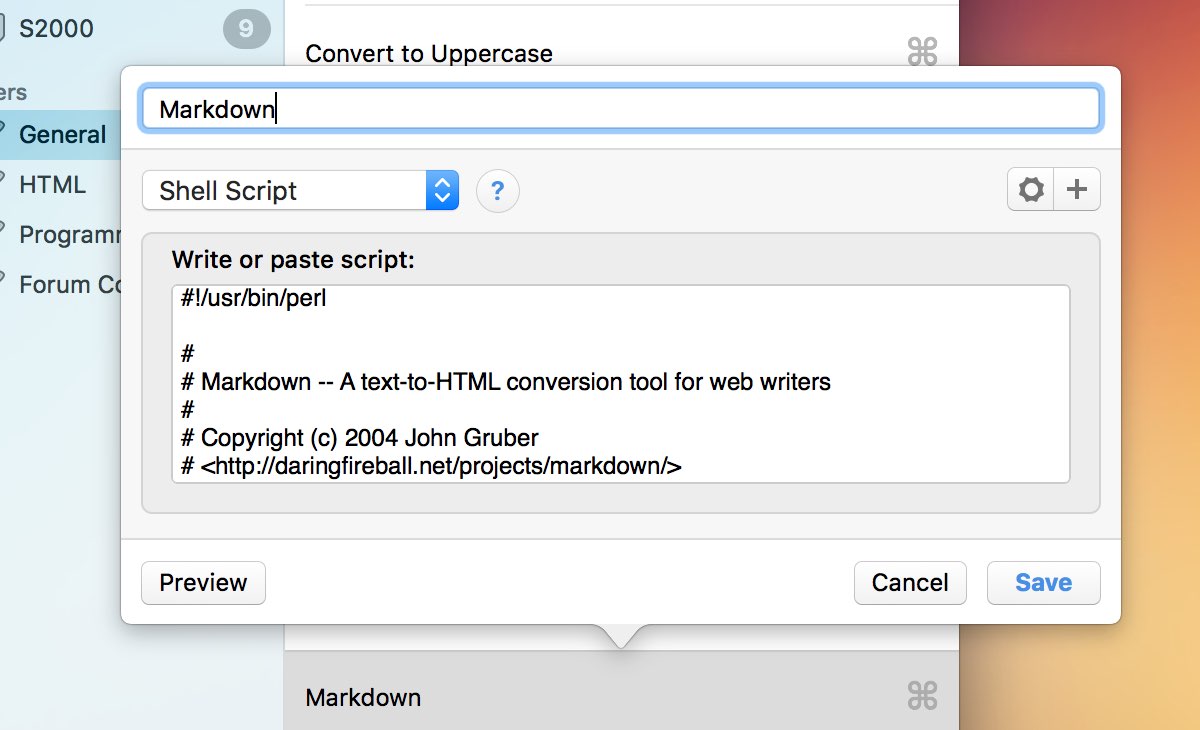 S2000
9
Convert to Uppercase
ers
General
HTML
Programm
Forum Co
Markdown
Shell Script
?
Write or paste script:
#!/usr/bin/perl
#
# Markdown -- A text-to-HTML conversion tool for web writers
#
# Copyright (c) 2004 John Gruber
# <http://daringfireball.net/projects/markdown/>
Preview
Cancel
Save
Markdown